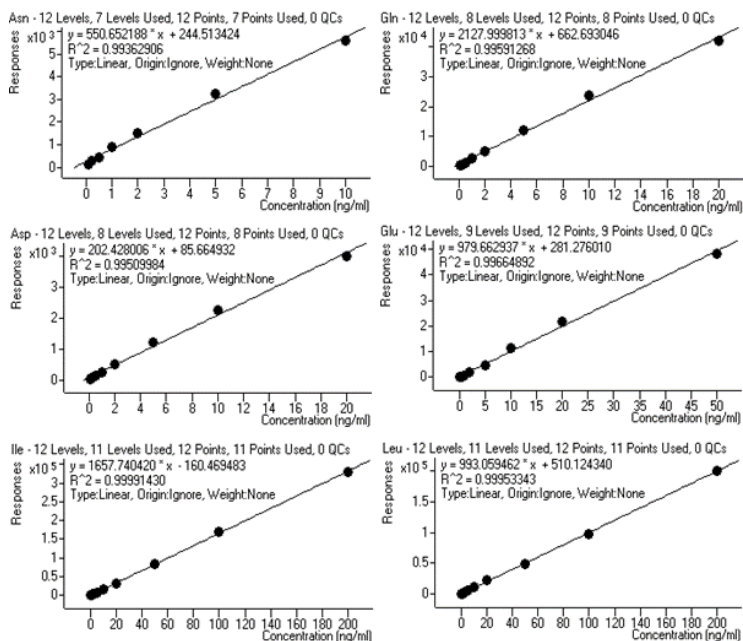 Asn - 12 Levels, 7 Levels Used, 12 Points, 7 Points Used, 0 QCs
x10³
y = 550.652188 * x + 244.513424
R^2 = 0.99362906
Type:Linear, Origin:Ignore, Weight:None
Responses
5
4
3
2
1
0
0 1 2 3 4 5 6 7 8 9 10
Concentration (ng/ml)
Gln - 12 Levels, 8 Levels Used, 12 Points, 8 Points Used, 0 QCs
x10⁴
y = 2127.999813 * x + 662.693046
R^2 = 0.99591268
Type:Linear, Origin:Ignore, Weight:None
Responses
4
3
2
1
0
0 2 4 6 8 10 12 14 16 18 20
Concentration (ng/ml)
Asp - 12 Levels, 8 Levels Used, 12 Points, 8 Points Used, 0 QCs
x10³
y = 202.428006 * x + 85.664932
R^2 = 0.99509984
Type:Linear, Origin:Ignore, Weight:None
Responses
4
3
2
1
0
0 2 4 6 8 10 12 14 16 18 20
Concentration (ng/ml)
Glu - 12 Levels, 9 Levels Used, 12 Points, 9 Points Used, 0 QCs
x10⁴
y = 979.662937 * x + 281.276010
R^2 = 0.99664892
Type:Linear, Origin:Ignore, Weight:None
Responses
5
4
3
2
1
0
0 5 10 15 20 25 30 35 40 45 50
Concentration (ng/ml)
Ile - 12 Levels, 11 Levels Used, 12 Points, 11 Points Used, 0 QCs
x10⁵
y = 1657.740420 * x - 160.469483
R^2 = 0.99991430
Type:Linear, Origin:Ignore, Weight:None
Responses
3
2.5
2
1.5
1
0.5
0
0 20 40 60 80 100 120 140 160 180 200
Concentration (ng/ml)
Leu - 12 Levels, 11 Levels Used, 12 Points, 11 Points Used, 0 QCs
x10⁵
y = 993.059462 * x + 510.124340
R^2 = 0.99953343
Type:Linear, Origin:Ignore, Weight:None
Responses
2
1.5
1
0.5
0
0 20 40 60 80 100 120 140 160 180 200
Concentration (ng/ml)